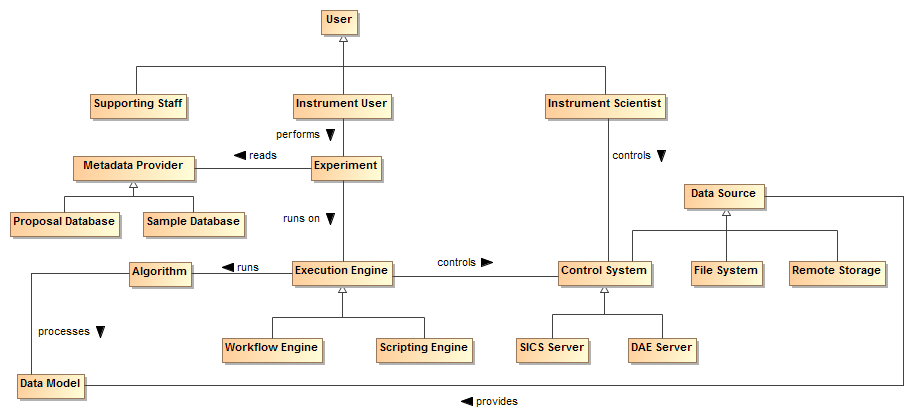 User
Supporting Staff
Instrument User
Instrument Scientist
performs
reads
controls
Metadata Provider
Experiment
Data Source
Proposal Database
Sample Database
runs on
runs
controls
Algorithm
Execution Engine
Control System
File System
Remote Storage
processes
Workflow Engine
Scripting Engine
SICS Server
DAE Server
Data Model
provides